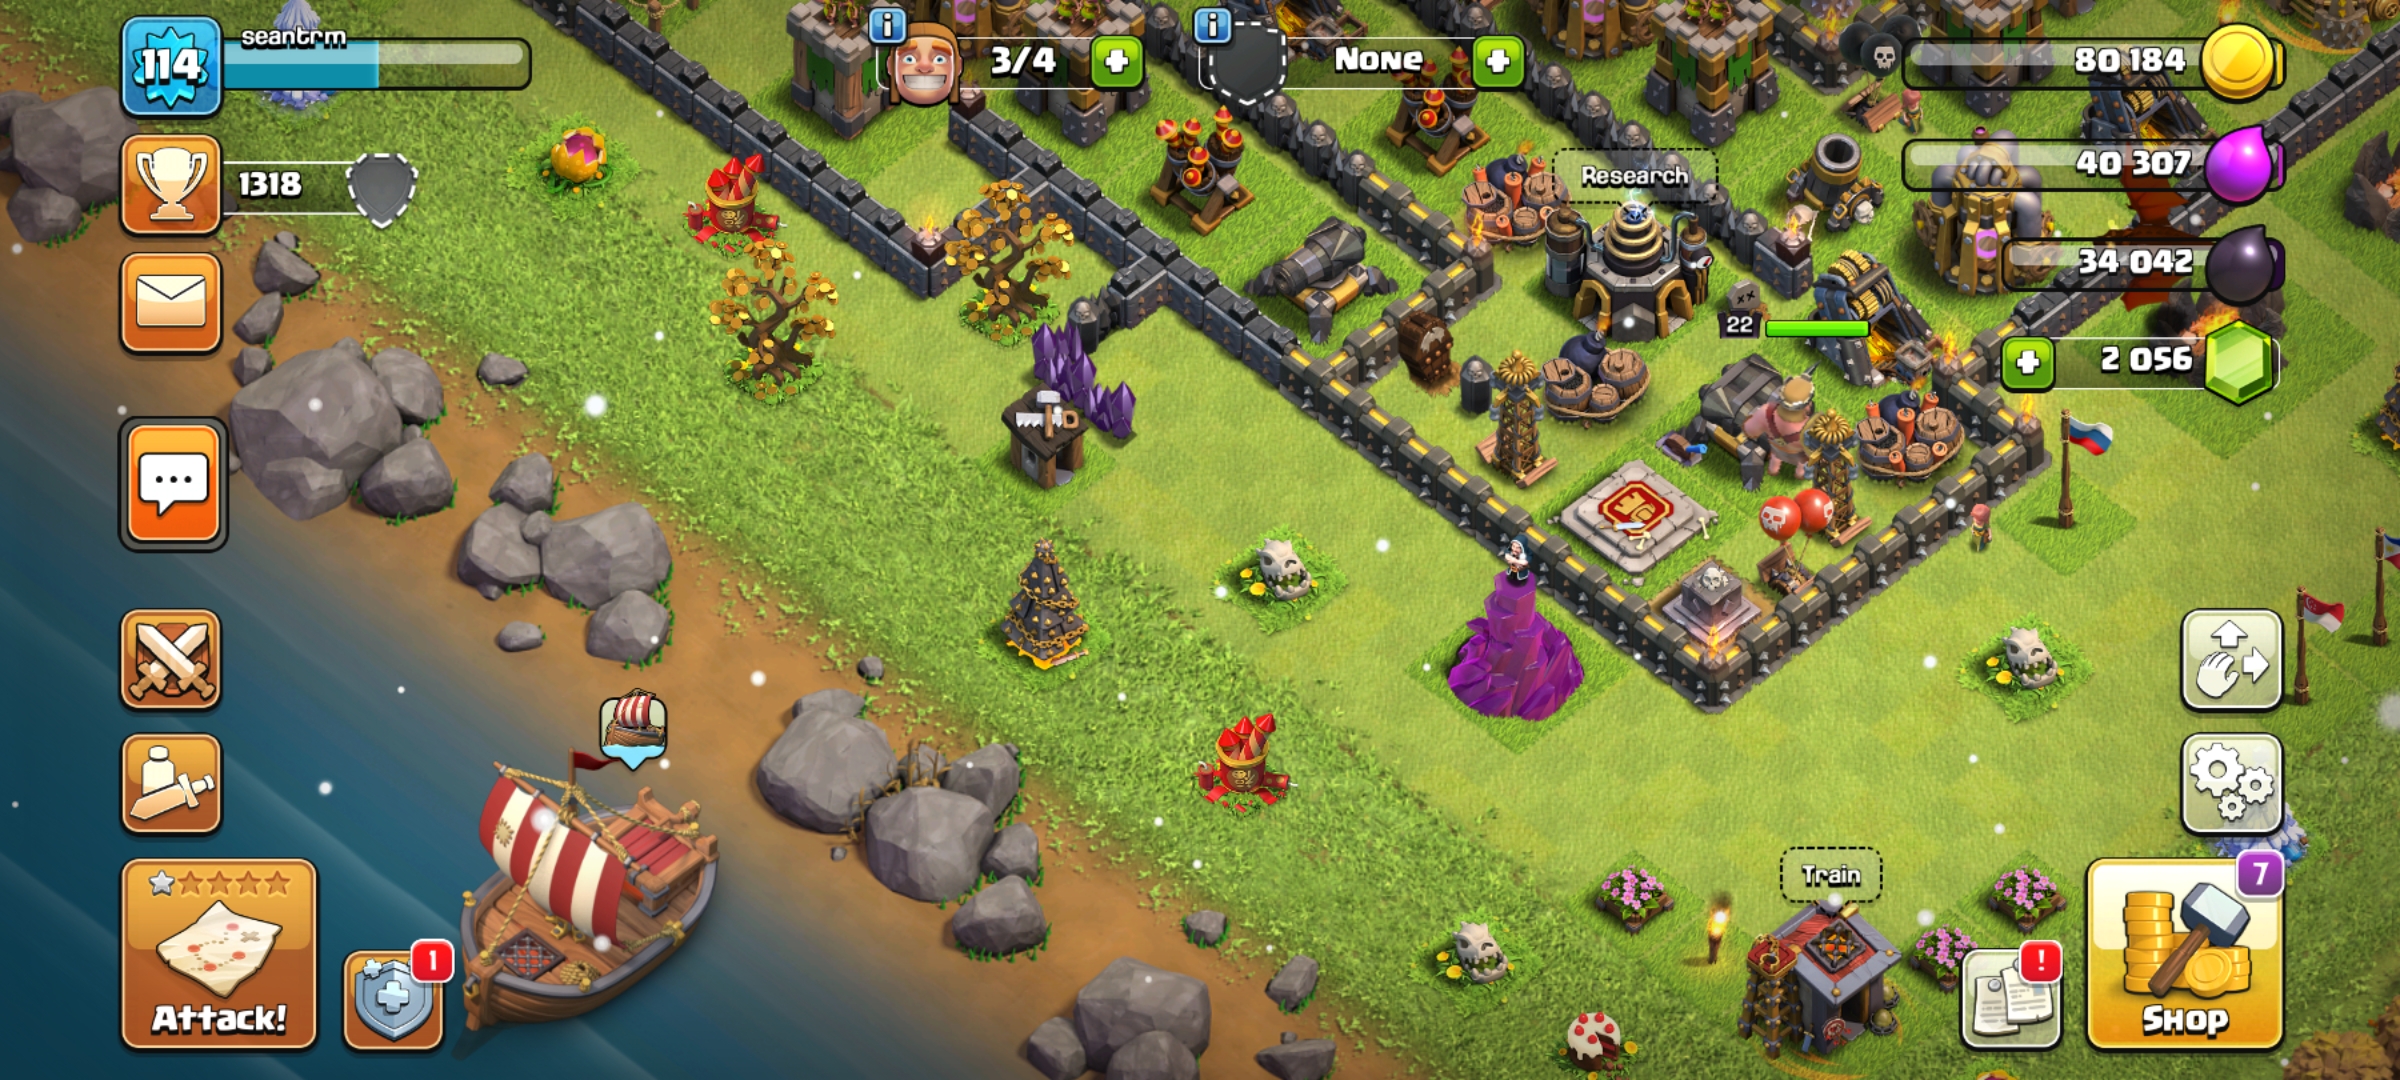 114
seantrm
3/4
None
80 184
1318
Research
40 307
34 042
22
2 056
Train
7
Attack!
1
!
Shop